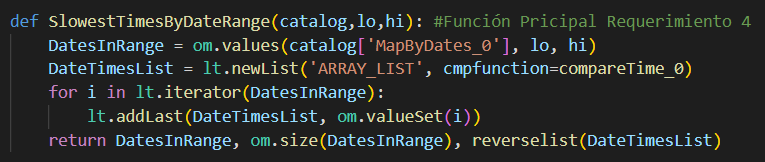 def SlowestTimesByDateRange(catalog,lo,hi): #Función Pricipal Requerimiento 4
    DatesInRange = om.values(catalog['MapByDates_0'], lo, hi)
    DateTimesList = lt.newList('ARRAY_LIST', cmpfunction=compareTime_0)
    for i in lt.iterator(DatesInRange):
        lt.addLast(DateTimesList, om.valueSet(i))
    return DatesInRange, om.size(DatesInRange), reverselist(DateTimesList)